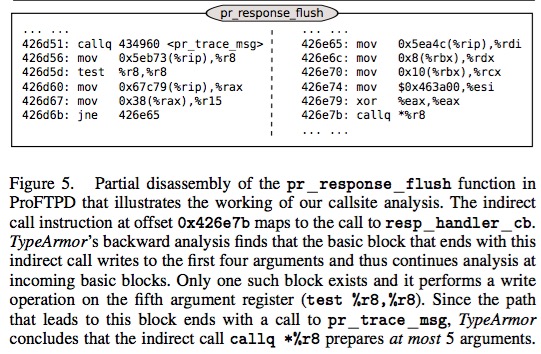 pr_response_flush
... ...
426d51: callq 434960 <pr_trace_msg>
426d56: mov 0x5eb73(%rip),%r8
426d5d: test %r8,%r8
426d60: mov 0x67c79(%rip),%rax
426d67: mov 0x38(%rax),%r15
426d6b: jne 426e65
... ...
426e65: mov 0x5ea4c(%rip),%rdi
426e6c: mov 0x8(%rbx),%rdx
426e70: mov 0x10(%rbx),%rcx
426e74: mov $0x463a00,%esi
426e79: xor %eax,%eax
426e7b: callq *%r8
... ...
Figure 5. Partial disassembly of the pr_response_flush function in
ProFTPD that illustrates the working of our callsite analysis. The indirect
call instruction at offset 0x426e7b maps to the call to resp_handler_cb.
TypeArmor's backward analysis finds that the basic block that ends with this
indirect call writes to the first four arguments and thus continues analysis at
incoming basic blocks. Only one such block exists and it performs a write
operation on the fifth argument register (test %r8,%r8). Since the path
that leads to this block ends with a call to pr_trace_msg, TypeArmor
concludes that the indirect call callq *%r8 prepares at most 5 arguments.